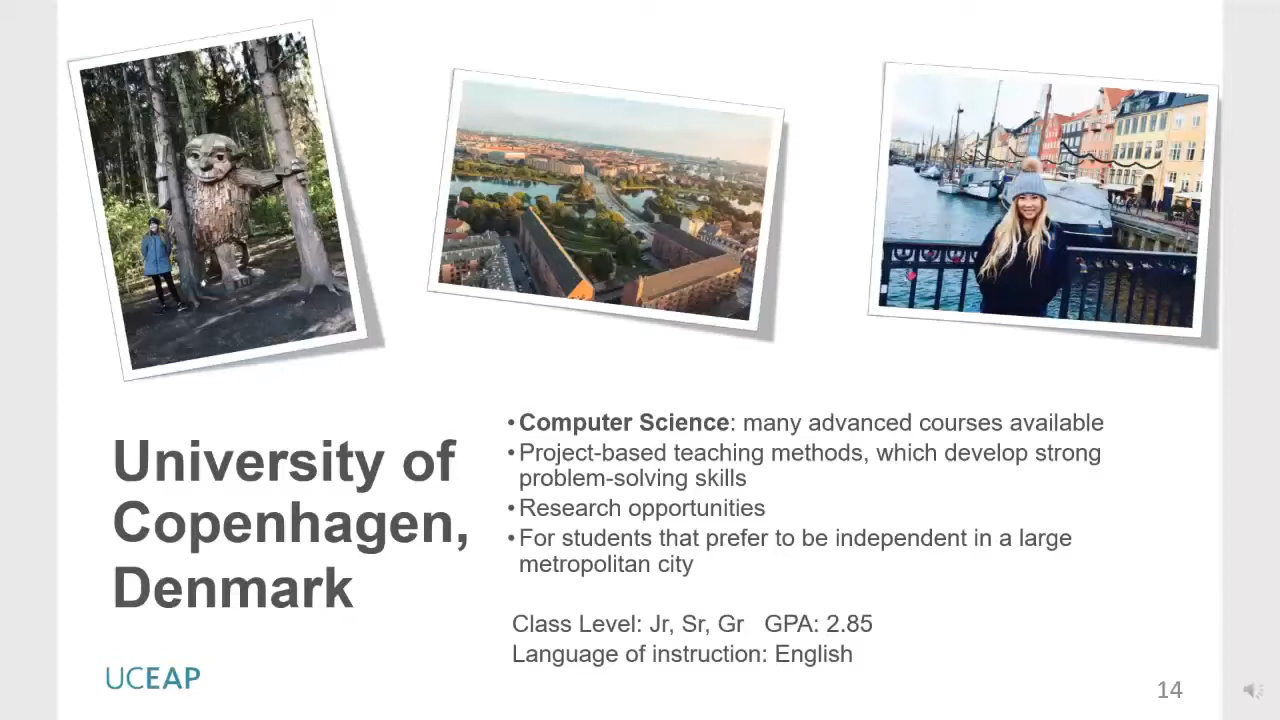 University of
Copenhagen,
Denmark
•Computer Science: many advanced courses available
•Project-based teaching methods, which develop strong
problem-solving skills
•Research opportunities
•For students that prefer to be independent in a large
metropolitan city
Class Level: Jr, Sr, Gr   GPA: 2.85
Language of instruction: English
UCEAP
14